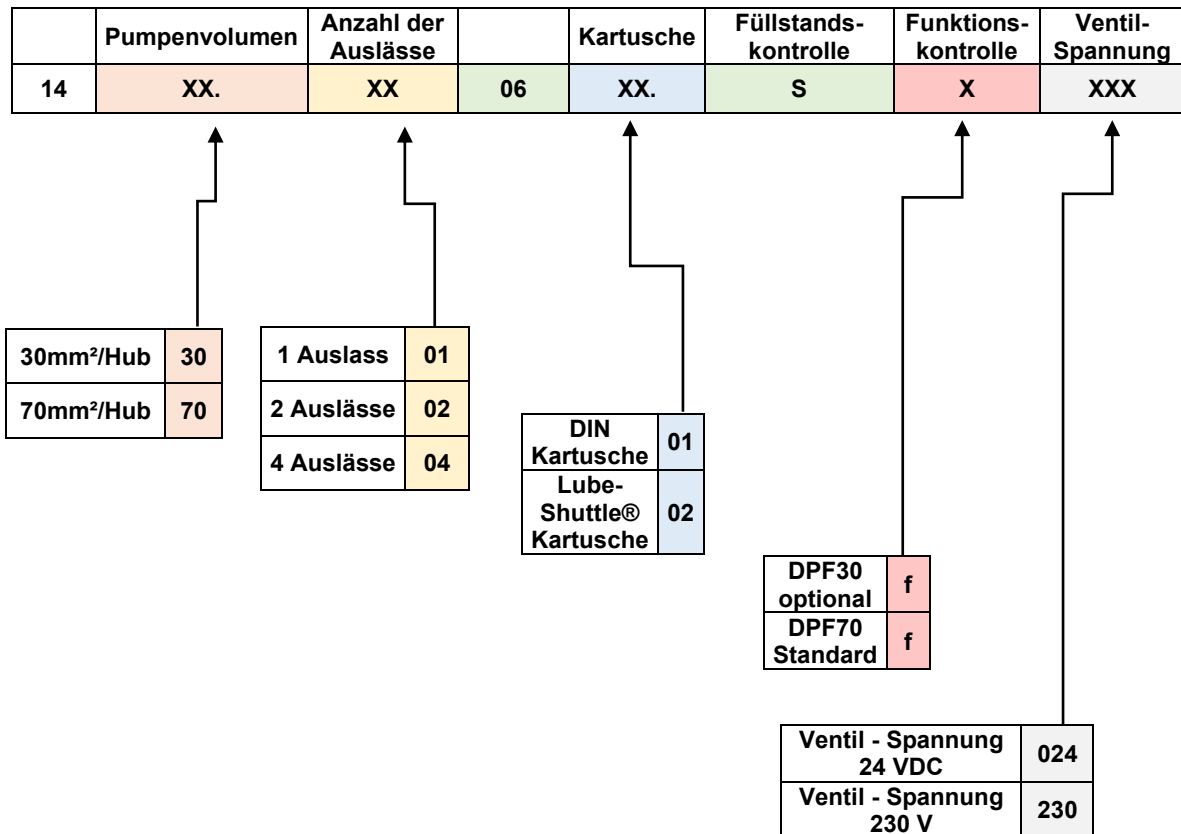 Pumpenvolumen
Anzahl der
Auslässe
Kartusche
Füllstands-
kontrolle
Funktions-
kontrolle
Ventil-
Spannung
14 XX. XX 06 XX. S X XXX
30mm²/Hub 30
70mm²/Hub 70
1 Auslass 01
2 Auslässe 02
4 Auslässe 04
DIN
Kartusche
01
Lube-
Shuttle®
Kartusche
02
DPF30
optional
f
DPF70
Standard
f
Ventil - Spannung
24 VDC
024
Ventil - Spannung
230 V
230